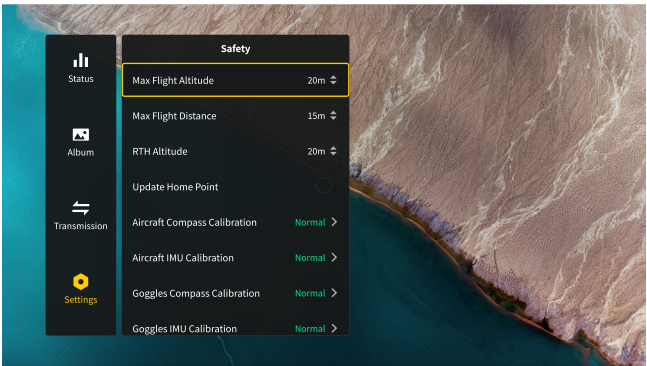 Safety
Status
Max Flight Altitude 20m
Max Flight Distance 15m
Album
RTH Altitude 20m
Update Home Point
Transmission
Aircraft Compass Calibration Normal
Aircraft IMU Calibration Normal
Settings
Goggles Compass Calibration Normal
Goggles IMU Calibration Normal